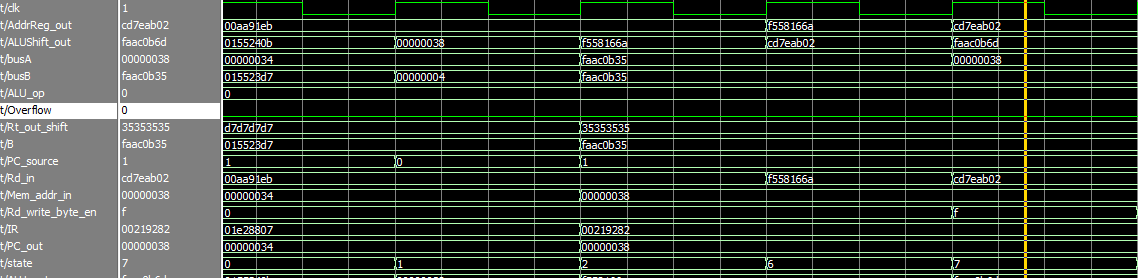 t/clk 1
t/AddrReg_out cd7eab02 00aa91eb f558166a cd7eab02
t/ALUShift_out faac0b6d 0155240b 00000038 f558166a cd7eab02 faac0b6d
t/busA 00000038 00000034 faac0b35 00000038
t/busB faac0b35 015523d7 00000004 faac0b35
t/ALU_op 0 0
t/Overflow 0
t/Rt_out_shift 35353535 d7d7d7d7 35353535
t/B faac0b35 015523d7 faac0b35
t/PC_source 1 1 0 1
t/Rd_in cd7eab02 00aa91eb f558166a cd7eab02
t/Mem_addr_in 00000038 00000034 00000038
t/Rd_write_byte_en f 0 f
t/IR 00219282 01e28807 00219282
t/PC_out 00000038 00000034 00000038
t/state 7 0 1 2 6 7